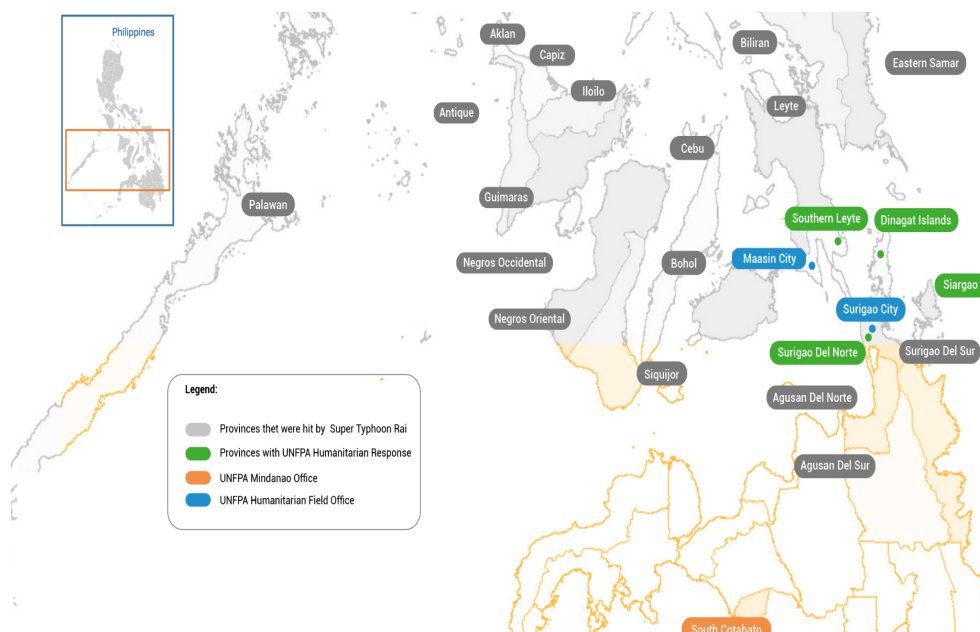 Philippines
Aklan
Capiz
Biliran
Eastern Samar
Iloilo
Antique
Leyte
Cebu
Palawan
Guimaras
Southern Leyte
Dinagat Islands
Negros Occidental
Bohol
Maasin City
Siargao
Surigao City
Negros Oriental
Surigao Del Norte
Surigao Del Sur
Siquijor
Agusan Del Norte
Legend:
Provinces thet were hit by Super Typhoon Rai
Provinces with UNFPA Humanitarian Response
UNFPA Mindanao Office
UNFPA Humanitarian Field Office
Agusan Del Sur
South Cotabato